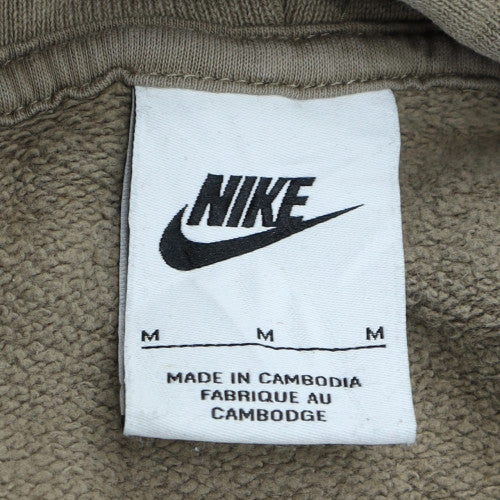 NIKE
M M M
MADE IN CAMBODIA
FABRIQUE AU
CAMBODGE